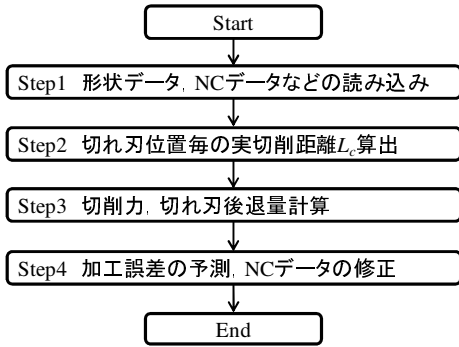 Start
Step1 形状データ, NCデータなどの読み込み
Step2 切れ刃位置毎の実切削距離Lc算出
Step3 切削力, 切れ刃後退量計算
Step4 加工誤差の予測, NCデータの修正
End